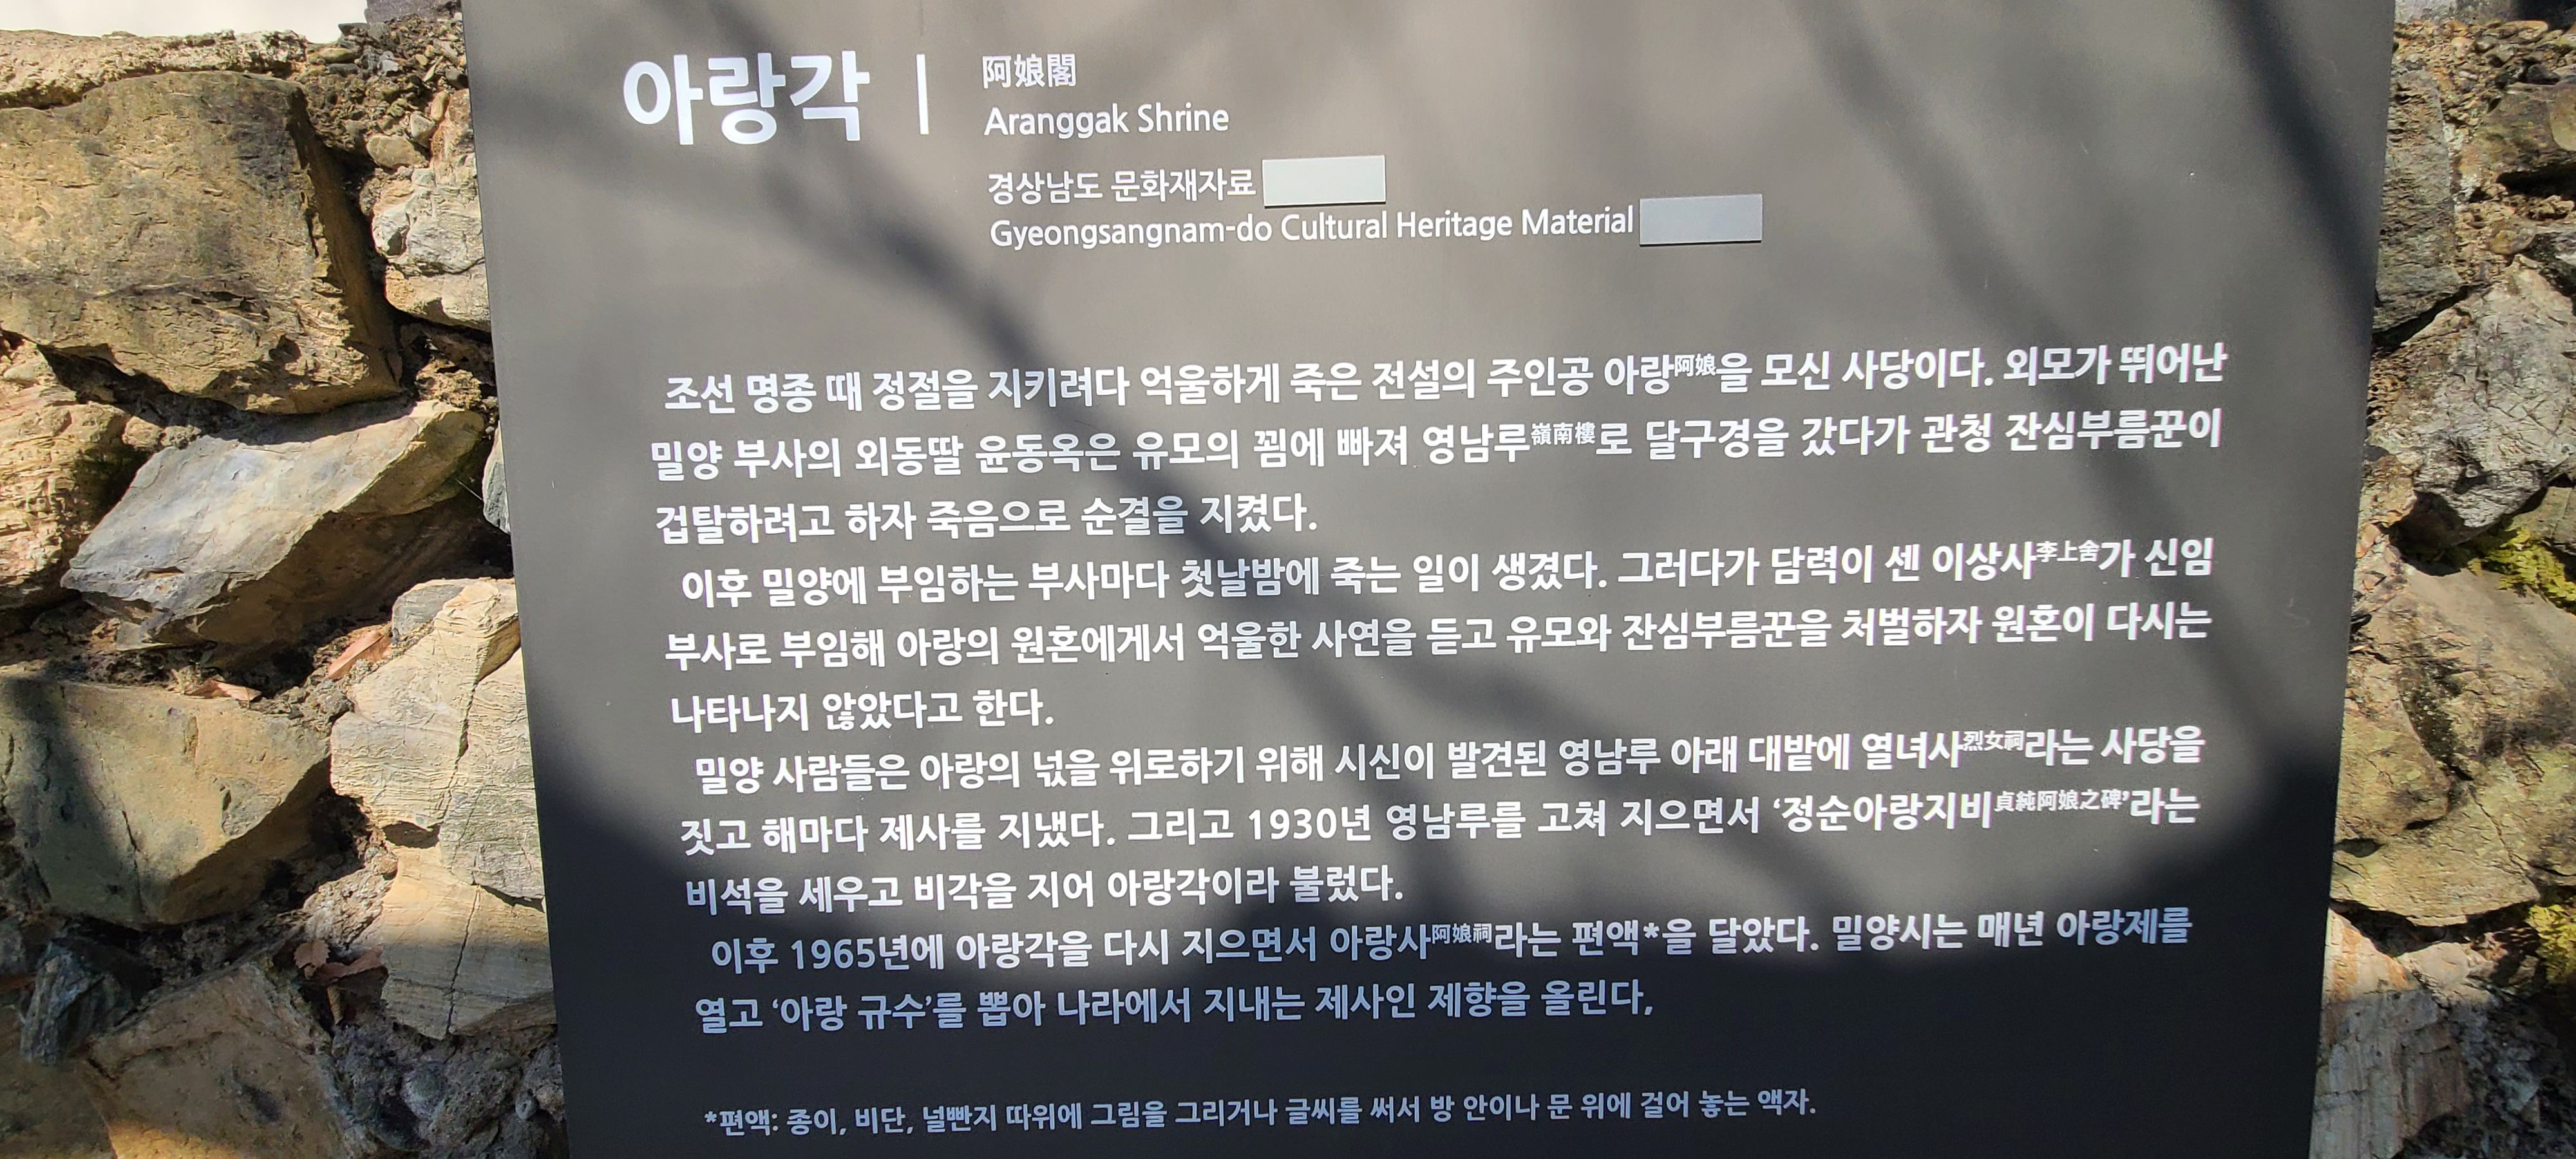 아랑각
阿娘閣
Aranggak Shrine
경상남도 문화재자료
Gyeongsangnam-do Cultural Heritage Material
조선 명종 때 정절을 지키려다 억울하게 죽은 전설의 주인공 아랑阿娘을 모신 사당이다. 외모가 뛰어난
밀양 부사의 외동딸 윤동옥은 유모의 꾐에 빠져 영남루嶺南樓로 달구경을 갔다가 관청 잔심부름꾼이
겁탈하려고 하자 죽음으로 순결을 지켰다.
이후 밀양에 부임하는 부사마다 첫날밤에 죽는 일이 생겼다. 그러다가 담력이 센 이상사李上舍가 신임
부사로 부임해 아랑의 원혼에게서 억울한 사연을 듣고 유모와 잔심부름꾼을 처벌하자 원혼이 다시는
나타나지 않았다고 한다.
밀양 사람들은 아랑의 넋을 위로하기 위해 시신이 발견된 영남루 아래 대밭에 열녀사烈女祠라는 사당을
짓고 해마다 제사를 지냈다. 그리고 1930년 영남루를 고쳐 지으면서 ‘정순아랑지비貞純阿娘之碑’라는
비석을 세우고 비각을 지어 아랑각이라 불렀다.
이후 1965년에 아랑각을 다시 지으면서 아랑사阿娘祠라는 편액*을 달았다. 밀양시는 매년 아랑제를
열고 ‘아랑 규수’를 뽑아 나라에서 지내는 제사인 제향을 올린다,
*편액: 종이, 비단, 널빤지 따위에 그림을 그리거나 글씨를 써서 방 안이나 문 위에 걸어 놓는 액자.